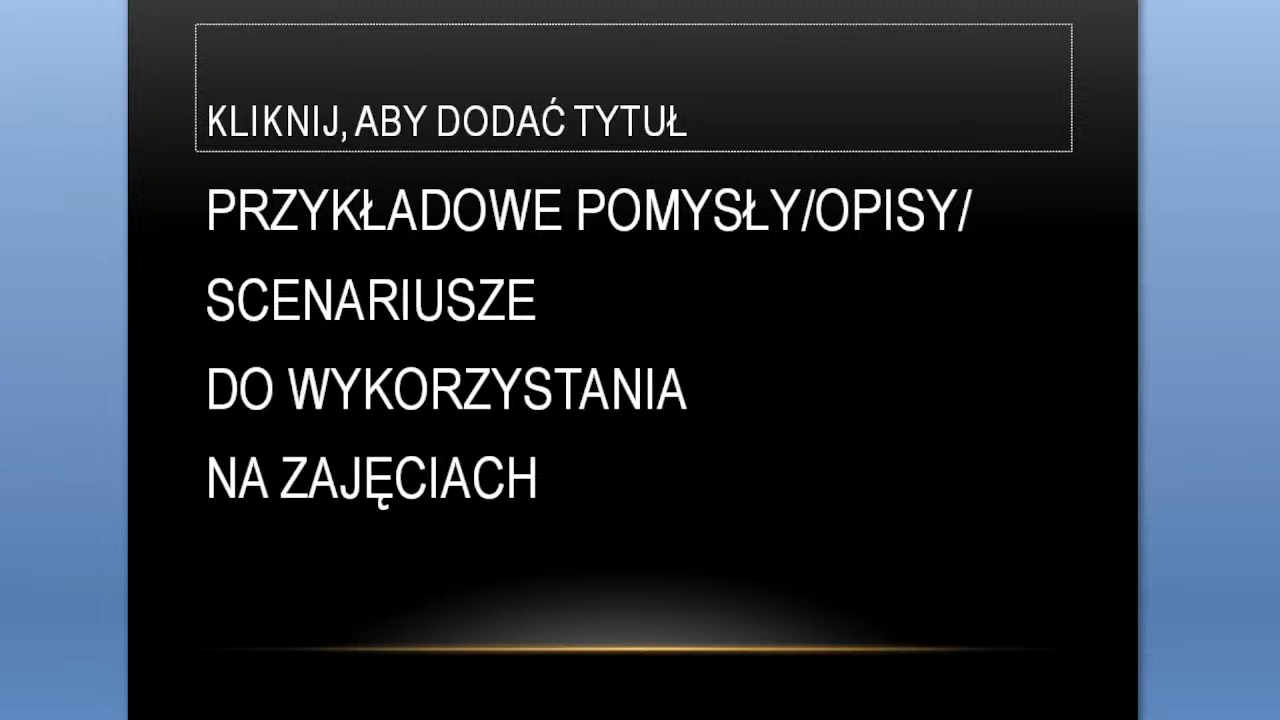 KLIKNIJ, ABY DODAĆ TYTUŁ
PRZYKŁADOWE POMYSŁY/OPISY/
SCENARIUSZE
DO WYKORZYSTANIA
NA ZAJĘCIACH